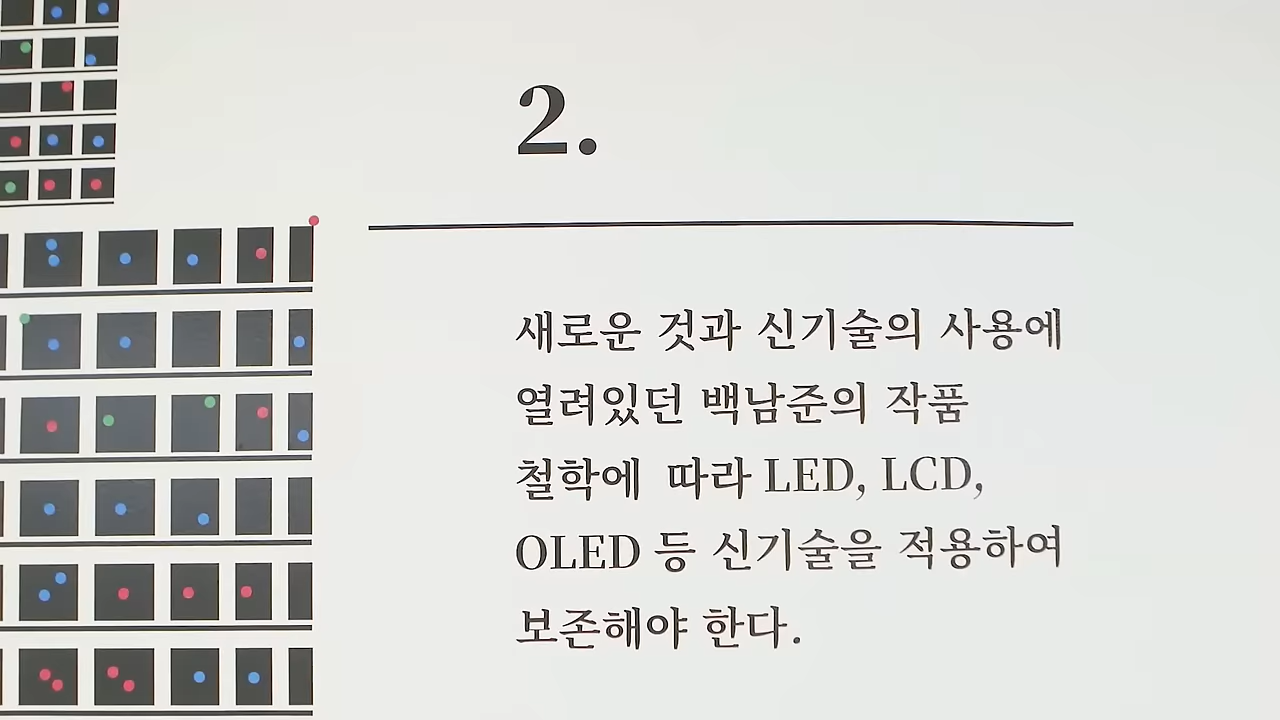 2.
새로운 것과 신기술의 사용에
열려있던 백남준의 작품
철학에 따라 LED, LCD,
OLED 등 신기술을 적용하여
보존해야 한다.